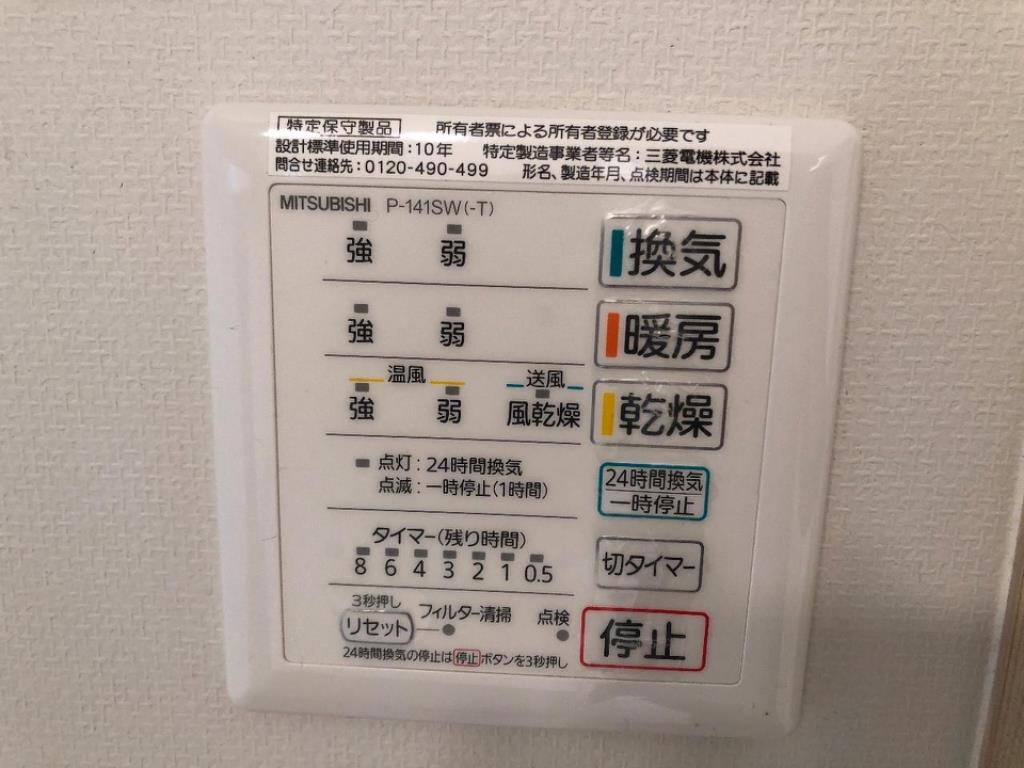 特定保守製品 所有者票による所有者登録が必要です
設計標準使用期間：10年 特定製造事業者等名：三菱電機株式会社
問合せ連絡先：0120-490-499 形名、製造年月、点検期間は本体に記載
MITSUBISHI P-141SW(-T)
強 弱 換気
強 弱 暖房
温風 送風
強 弱 風乾燥 乾燥
点灯：24時間換気
点滅：一時停止(1時間)
24時間換気
一時停止
タイマー(残り時間)
8 6 4 3 2 1 0.5 切タイマー
3秒押し
リセット フィルター清掃 点検 停止
24時間換気の停止は停止ボタンを3秒押し